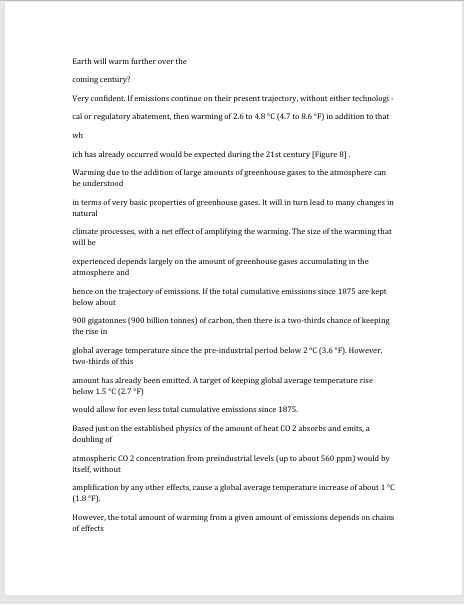 Earth will warm further over the
coming century?
Very confident. If emissions continue on their present trajectory, without either technologi -
cal or regulatory abatement, then warming of 2.6 to 4.8 °C (4.7 to 8.6 °F) in addition to that
wh
ich has already occurred would be expected during the 21st century [Figure 8] .
Warming due to the addition of large amounts of greenhouse gases to the atmosphere can
be understood
in terms of very basic properties of greenhouse gases. It will in turn lead to many changes in
natural
climate processes, with a net effect of amplifying the warming. The size of the warming that
will be
experienced depends largely on the amount of greenhouse gases accumulating in the
atmosphere and
hence on the trajectory of emissions. If the total cumulative emissions since 1875 are kept
below about
900 gigatonnes (900 billion tonnes) of carbon, then there is a two-thirds chance of keeping
the rise in
global average temperature since the pre-industrial period below 2 °C (3.6 °F). However,
two-thirds of this
amount has already been emitted. A target of keeping global average temperature rise
below 1.5 °C (2.7 °F)
would allow for even less total cumulative emissions since 1875.
Based just on the established physics of the amount of heat CO 2 absorbs and emits, a
doubling of
atmospheric CO 2 concentration from preindustrial levels (up to about 560 ppm) would by
itself, without
amplification by any other effects, cause a global average temperature increase of about 1 °C
(1.8 °F).
However, the total amount of warming from a given amount of emissions depends on chains
of effects